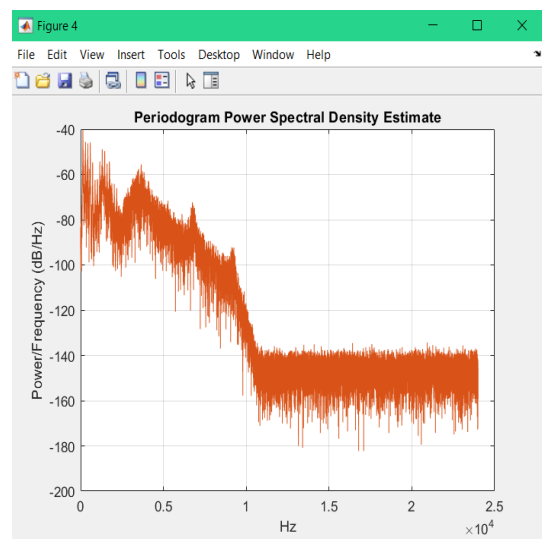 Figure 4
File Edit View Insert Tools Desktop Window Help
Periodogram Power Spectral Density Estimate
-40
-60
-80
-100
-120
-140
-160
-180
-200
Power/Frequency (dB/Hz)
0 0.5 1 1.5 2 2.5
Hz
×10⁴